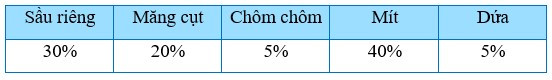 Sầu riêng Măng cụt Chôm chôm Mít Dứa
30% 20% 5% 40% 5%